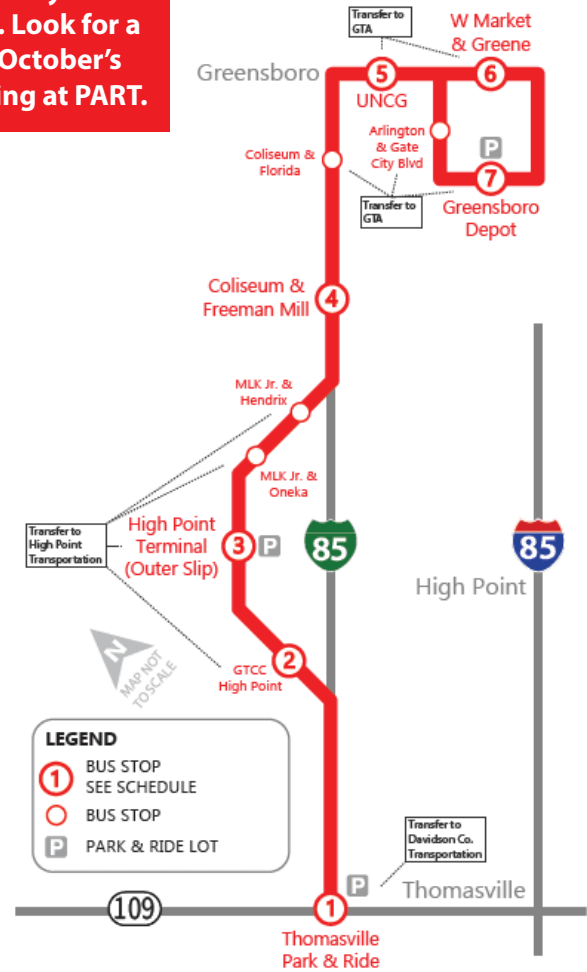 . Look for a
October's
ing at PART.
Transfer to
GTA
W Market
& Greene
Greensboro
5
6
UNCG
Arlington
& Gate
City Blvd
P
Coliseum &
Florida
7
Transfer to
GTA
Greensboro
Depot
Coliseum &
Freeman Mill
4
MLK Jr. &
Hendrix
MLK Jr. &
Oneka
Transfer to
High Point
Transportation
High Point
Terminal
(Outer Slip)
3
P
85
85
High Point
N
MAP NOT
TO SCALE
2
GTCC
High Point
LEGEND
1
BUS STOP
SEE SCHEDULE
BUS STOP
P
PARK & RIDE LOT
Transfer to
Davidson Co.
Transportation
P
Thomasville
109
1
Thomasville
Park & Ride